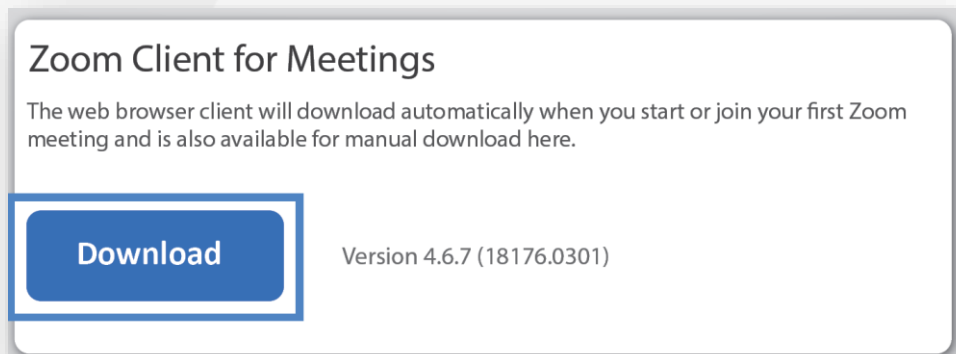 Zoom Client for Meetings
The web browser client will download automatically when you start or join your first Zoom
meeting and is also available for manual download here.
Download
Version 4.6.7 (18176.0301)